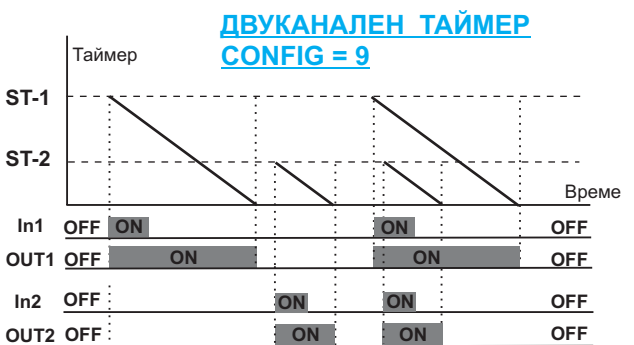 ДВУКАНАЛЕН ТАЙМЕР
CONFIG = 9
Таймер
ST-1
ST-2
Време
In1 OFF ON ON OFF
OUT1 OFF ON ON OFF
In2 OFF ON ON OFF
OUT2 OFF ON ON OFF